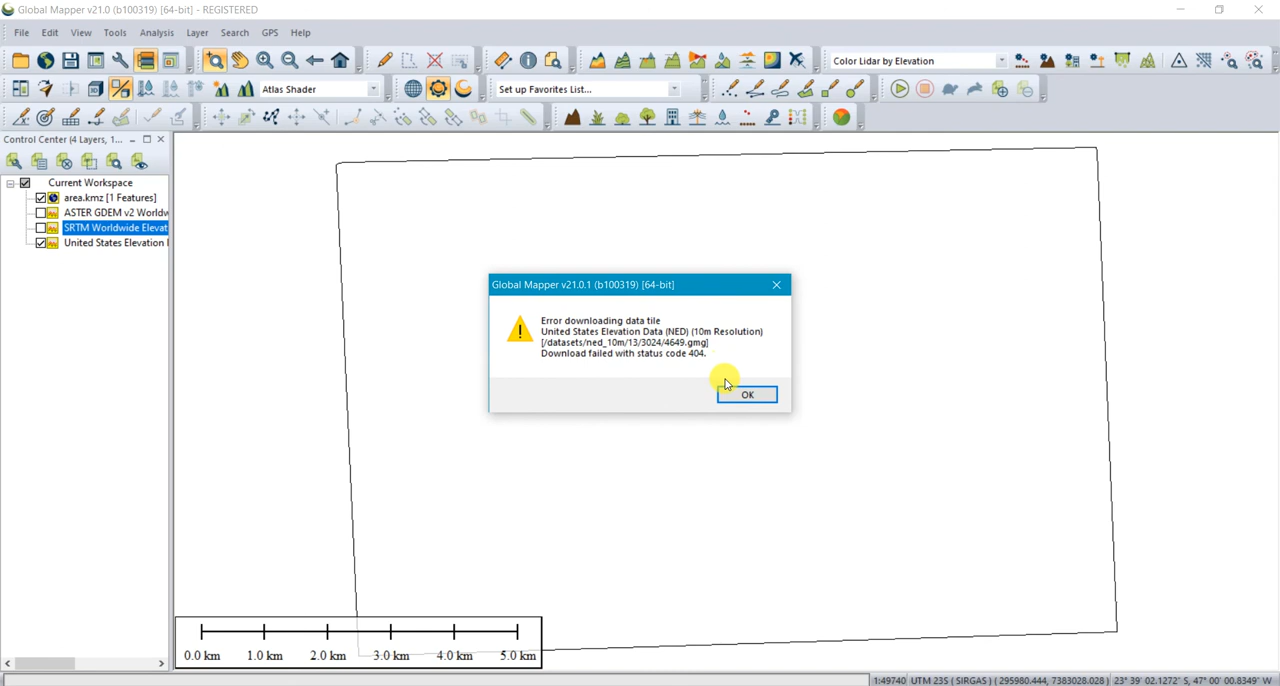 Global Mapper v21.0 (b100319) [64-bit] - REGISTERED
File Edit View Tools Analysis Layer Search GPS Help
Color Lidar by Elevation
Atlas Shader
Set up Favorites List...
Control Center (4 Layers, 1...
Current Workspace
area.kmz [1 Features]
ASTER GDEM v2 Worldw
SRTM Worldwide Elevat
United States Elevation
Global Mapper v21.0.1 (b100319) [64-bit]
Error downloading data tile
United States Elevation Data (NED) (10m Resolution)
[/datasets/ned_10m/13/3024/4649.gmg]
Download failed with status code 404.
OK
0.0 km 1.0 km 2.0 km 3.0 km 4.0 km 5.0 km
1:49740 UTM 23S ( SIRGAS ) ( 295980.444, 7383028.028 ) 23° 39' 02.1272" S, 47° 00' 00.8349" W